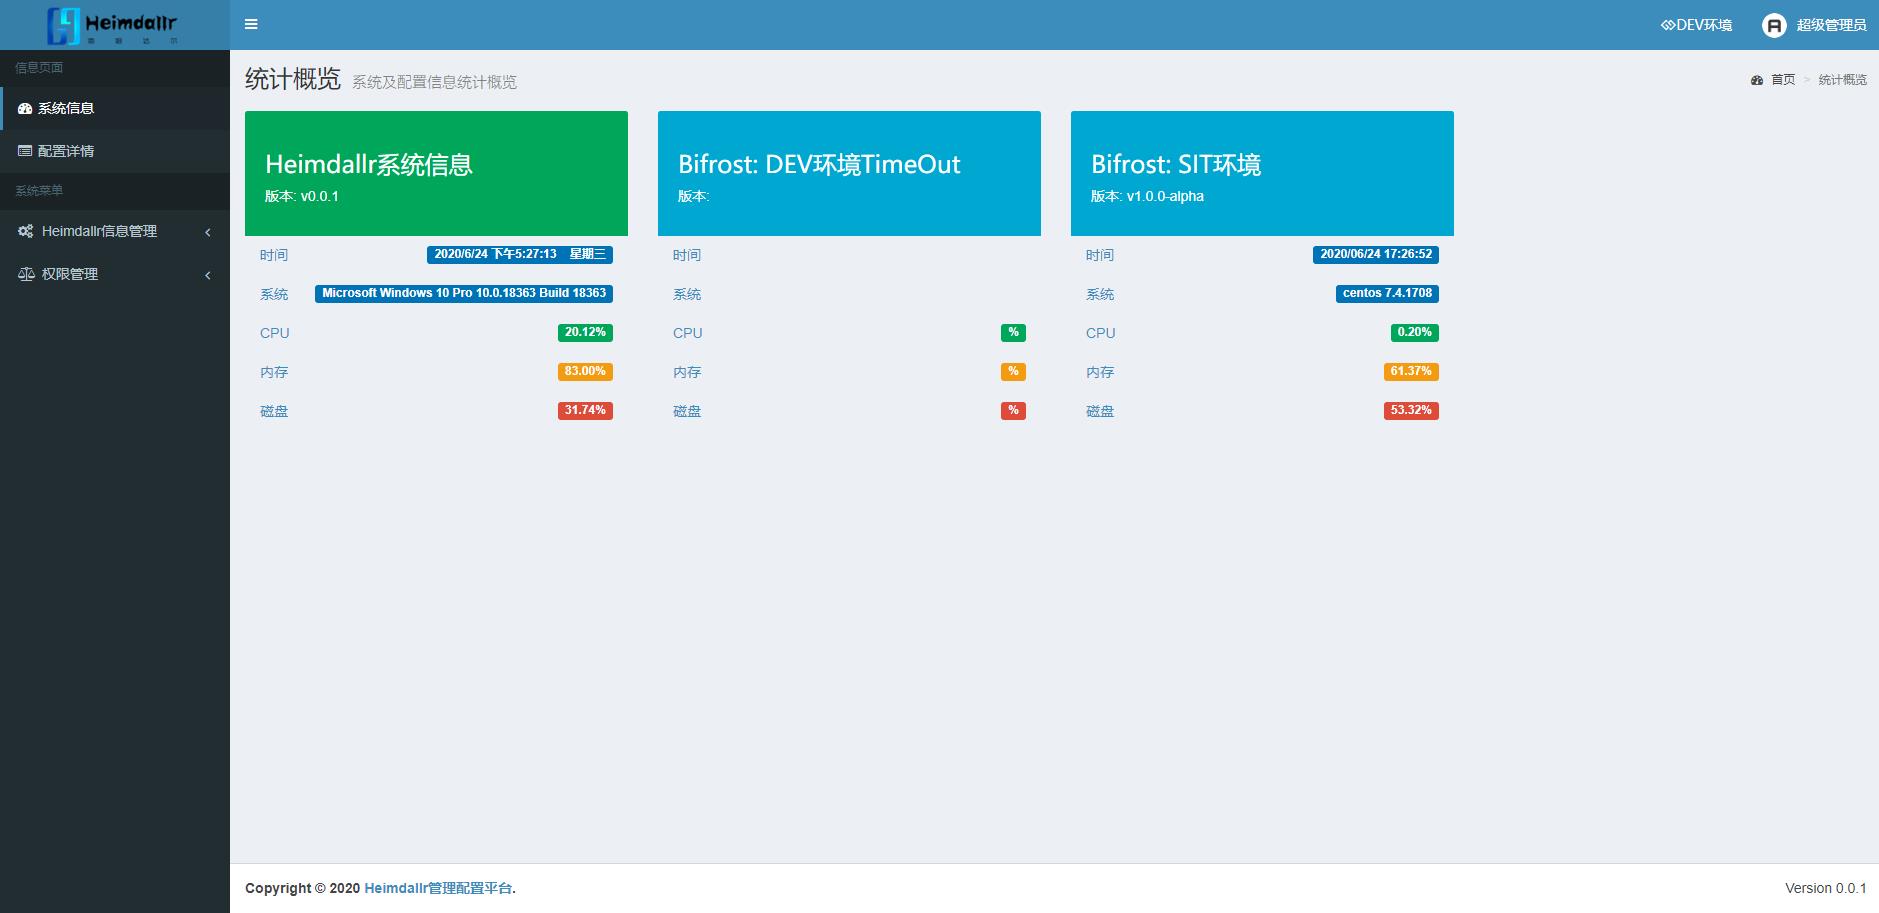 Heimdallr
DEV环境
超级管理员
信息页面
系统信息
配置详情
系统菜单
Heimdallr信息管理
权限管理
统计概览 系统及配置信息统计概览
首页 > 统计概览
Heimdallr系统信息
版本: v0.0.1
时间 2020/6/24 下午5:27:13 星期三
系统 Microsoft Windows 10 Pro 10.0.18363 Build 18363
CPU 20.12%
内存 83.00%
磁盘 31.74%
Bifrost: DEV环境TimeOut
版本:
时间
系统
CPU %
内存 %
磁盘 %
Bifrost: SIT环境
版本: v1.0.0-alpha
时间 2020/06/24 17:26:52
系统 centos 7.4.1708
CPU 0.20%
内存 61.37%
磁盘 53.32%
Copyright © 2020 Heimdallr管理配置平台.
Version 0.0.1